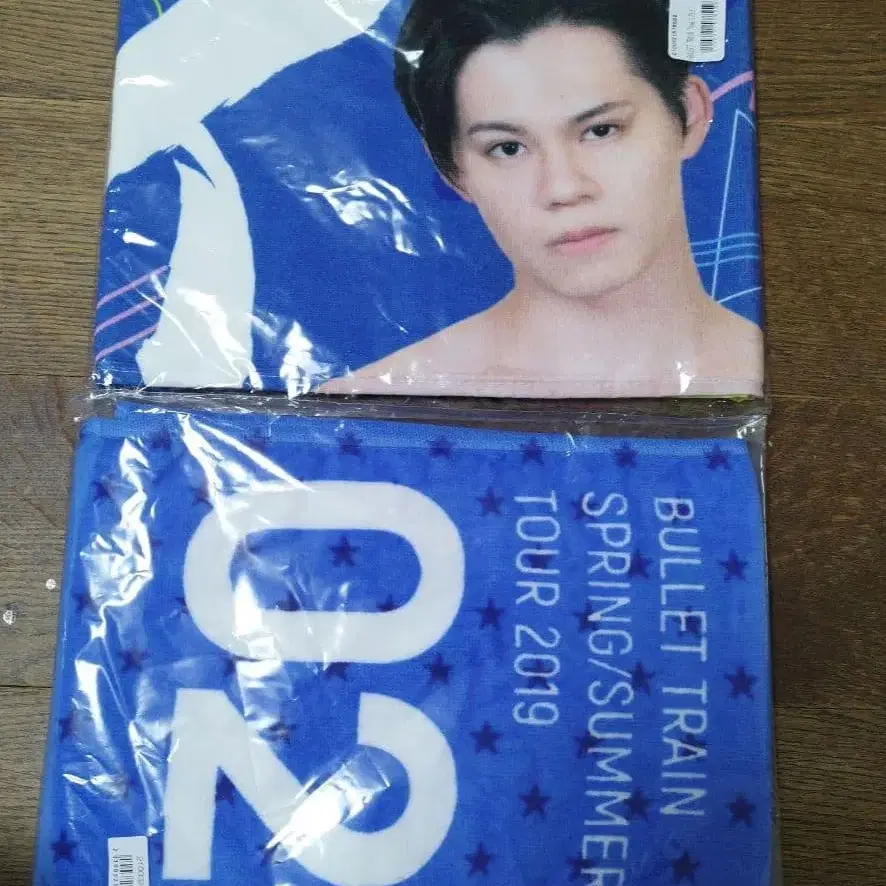 BULLET TRAIN
SPRING/SUMMER
TOUR 2019
02